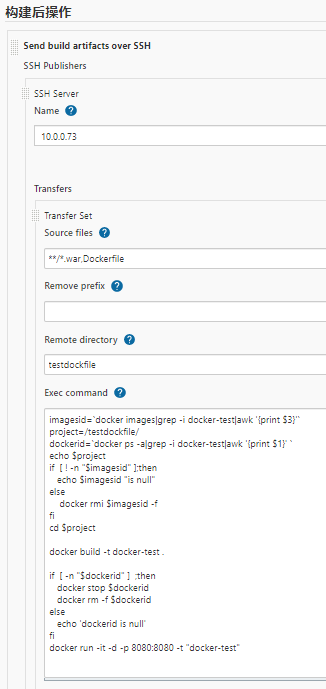 构建后操作
Send build artifacts over SSH
SSH Publishers
SSH Server
Name
10.0.0.73
Transfers
Transfer Set
Source files
**/*.war,Dockerfile
Remove prefix
Remote directory
testdockfile
Exec command
imagesid=`docker images|grep -i docker-test|awk '{print $3}'`
project=/testdockfile/
dockerid=`docker ps -a|grep -i docker-test|awk '{print $1}' `
echo $project
if [ ! -n "$imagesid" ];then
echo $imagesid "is null"
else
docker rmi $imagesid -f
fi
cd $project
docker build -t docker-test .
if [ -n "$dockerid" ] ;then
docker stop $dockerid
docker rm -f $dockerid
else
echo 'dockerid is null'
fi
docker run -it -d -p 8080:8080 -t "docker-test"